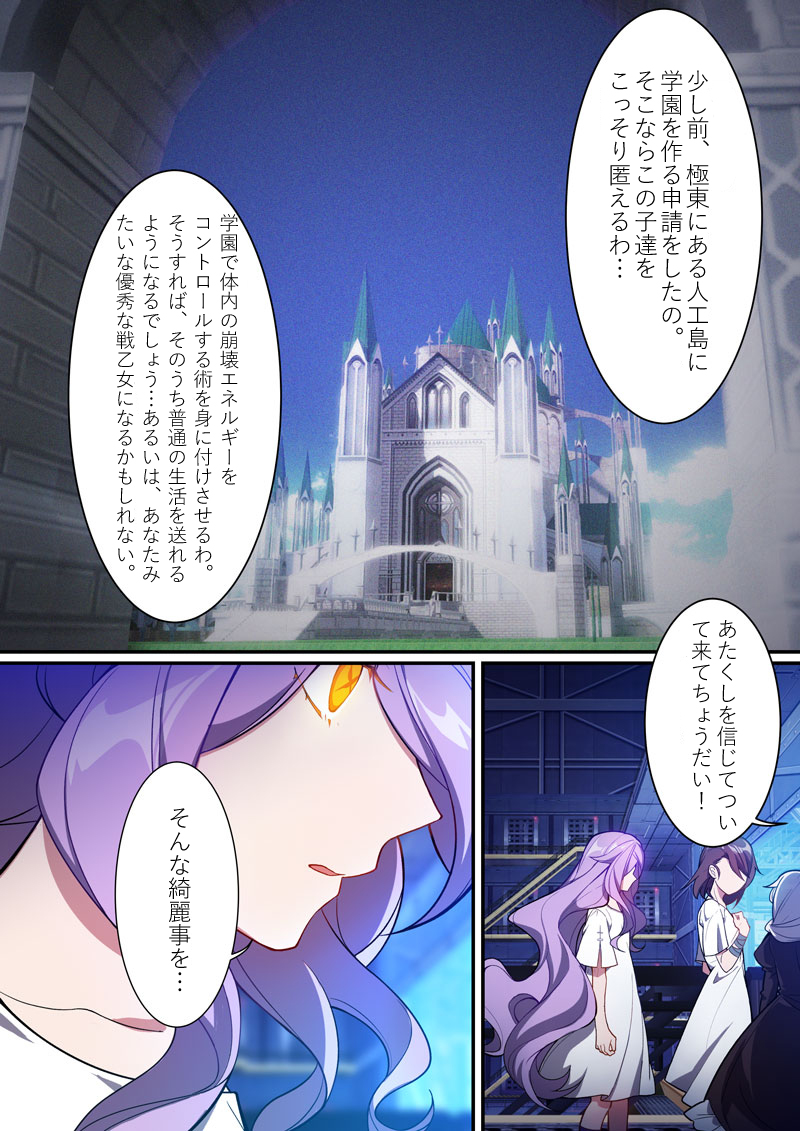 少し前、極東にある人工島に
学園を作る申請をしたの。
そこならこの子達を
こっそり匿えるわ…
学園で体内の崩壊エネルギーを
コントロールする術を身に付けさせるわ。
そうすれば、そのうち普通の生活を送れる
ようになるでしょう…あるいは、あなたみ
たいな優秀な戦乙女になるかもしれない。
あたくしを信じてつい
て来てちょうだい！
そんな綺麗事を…